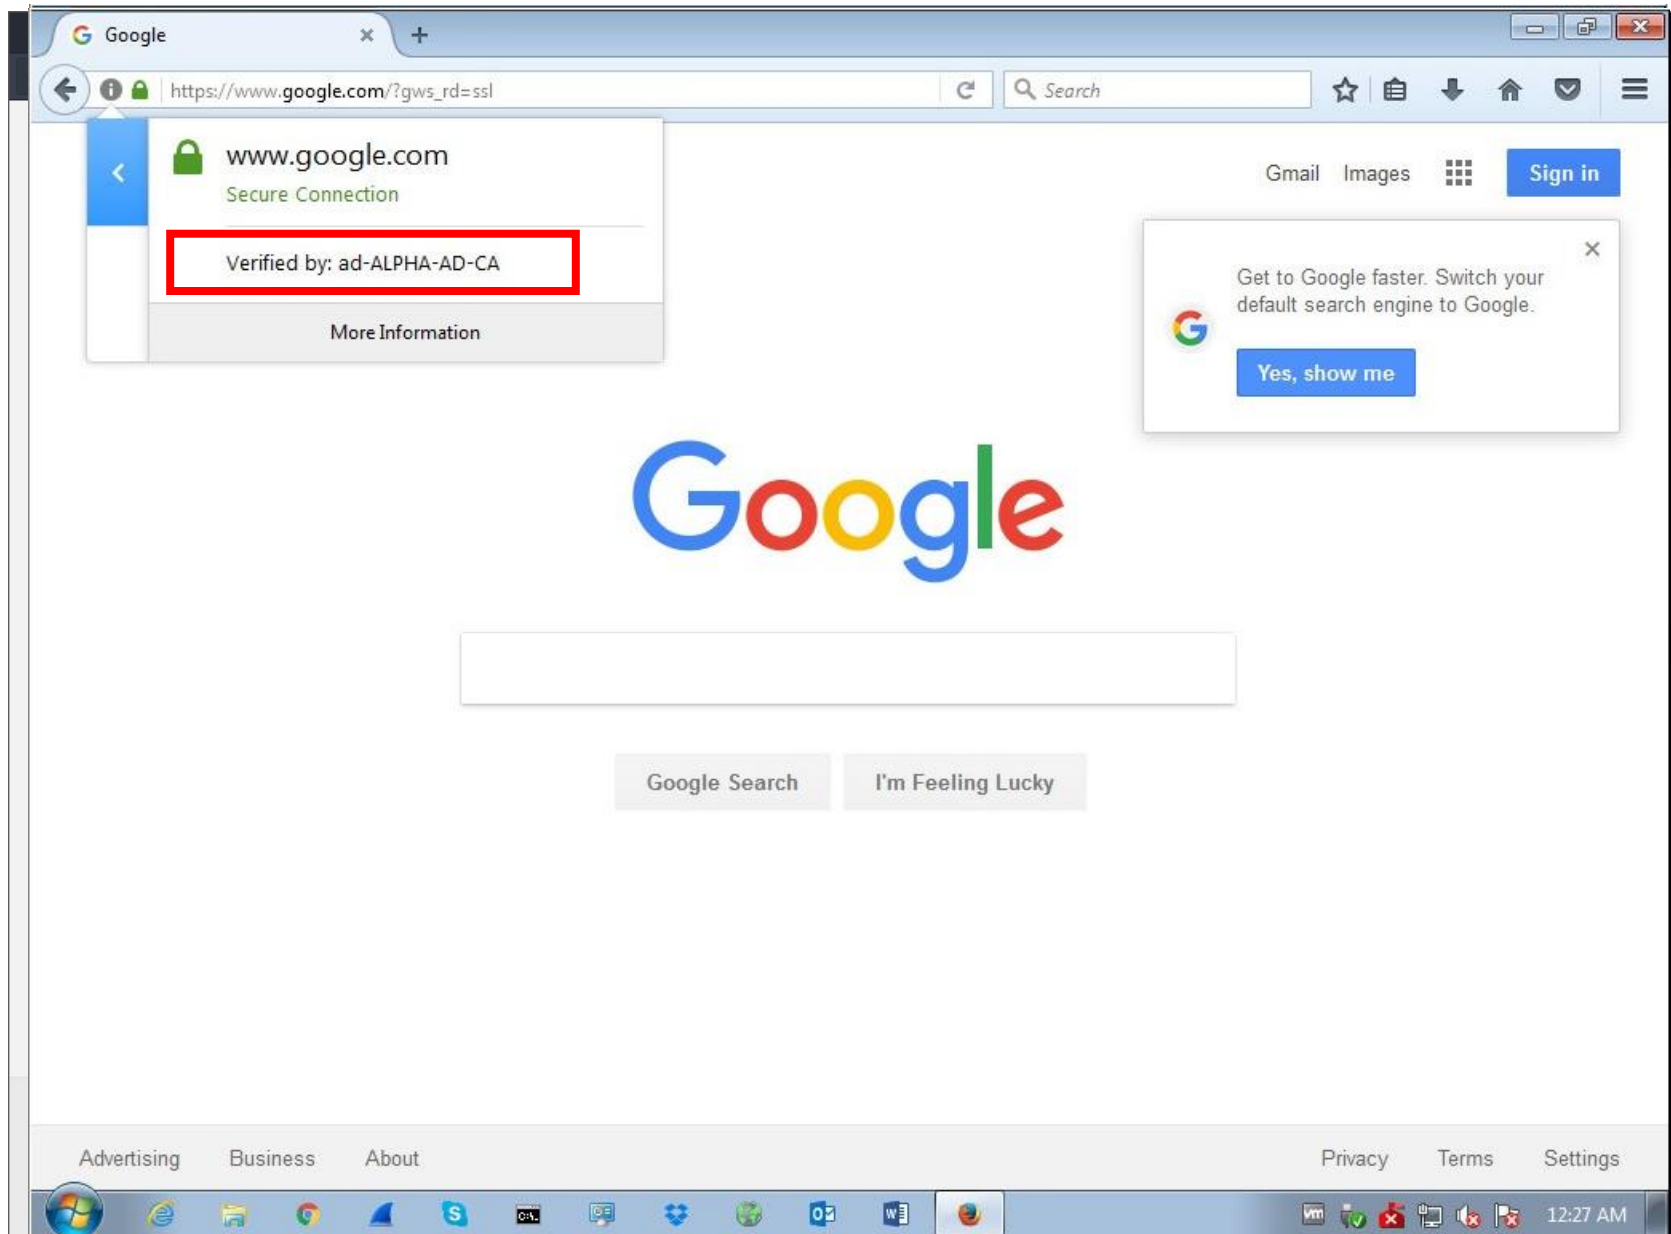 Google
https://www.google.com/?gws_rd=ssl
Search
www.google.com
Secure Connection
Verified by: ad-ALPHA-AD-CA
More Information
Gmail Images
Sign in
Get to Google faster. Switch your
default search engine to Google.
Yes, show me
Google
Google Search I'm Feeling Lucky
Advertising Business About Privacy Terms Settings
12:27 AM